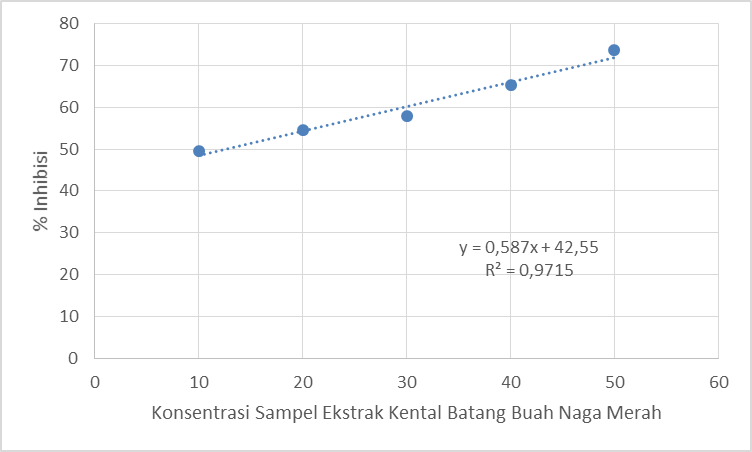 80
70
60
50
40
30
20
10
0
% Inhibisi
y = 0,587x + 42,55
R² = 0,9715
0 10 20 30 40 50 60
Konsentrasi Sampel Ekstrak Kental Batang Buah Naga Merah